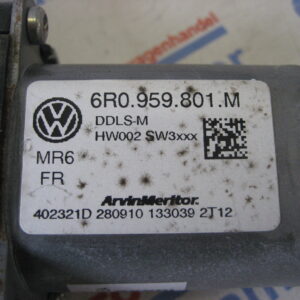 6R0.959.801.M
DDLS-M
HW002 SW3xxx
MR6
FR
ArvinMeritor
402321D 280910 133039 2T12